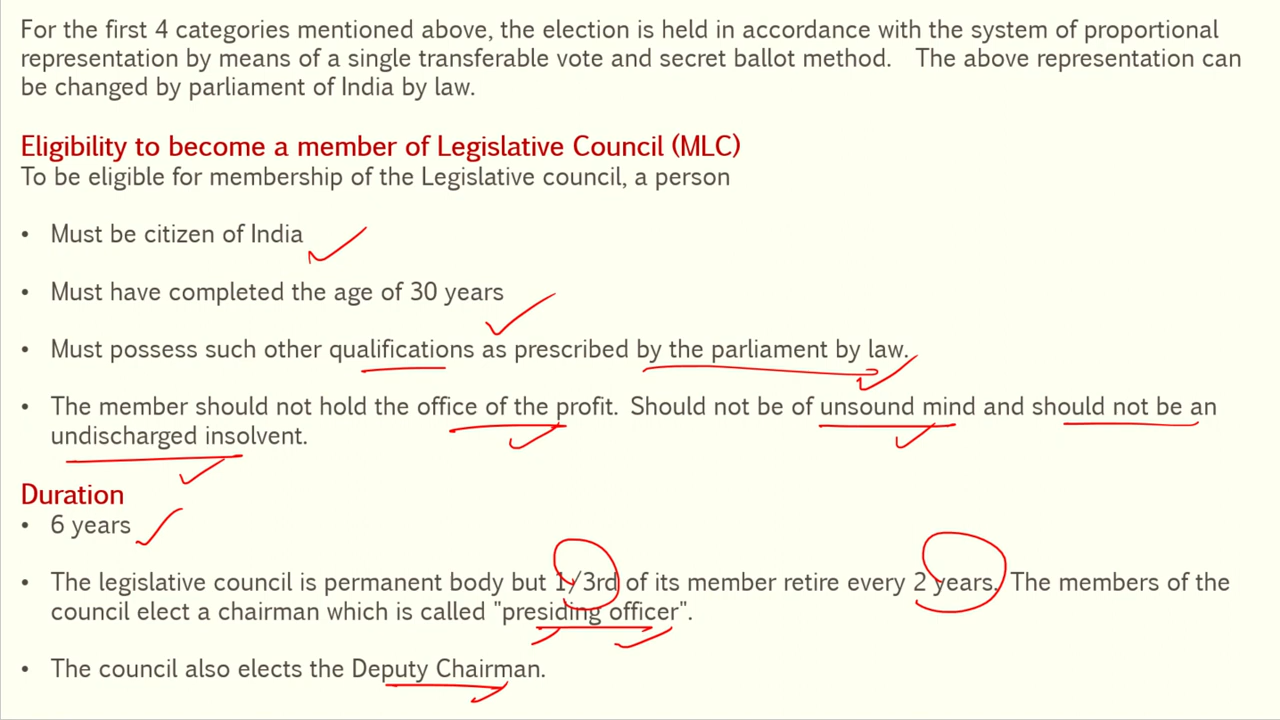 For the first 4 categories mentioned above, the election is held in accordance with the system of proportional
representation by means of a single transferable vote and secret ballot method. The above representation can
be changed by parliament of India by law.
Eligibility to become a member of Legislative Council (MLC)
To be eligible for membership of the Legislative council, a person
• Must be citizen of India
• Must have completed the age of 30 years
• Must possess such other qualifications as prescribed by the parliament by law.
• The member should not hold the office of the profit. Should not be of unsound mind and should not be an
undischarged insolvent.
Duration
• 6 years
• The legislative council is permanent body but 1/3rd of its member retire every 2 years. The members of the
council elect a chairman which is called "presiding officer".
• The council also elects the Deputy Chairman.